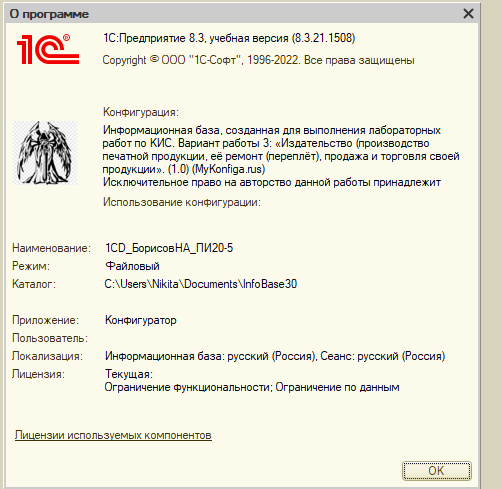 О программе
1С®
1С:Предприятие 8.3, учебная версия (8.3.21.1508)
Copyright © ООО "1С-Софт", 1996-2022. Все права защищены
Конфигурация:
Информационная база, созданная для выполнения лабораторных
работ по КИС. Вариант работы 3: «Издательство (производство
печатной продукции, её ремонт (переплёт), продажа и торговля своей
продукции». (1.0) (MyKonfiga.rus)
Исключительное право на авторство данной работы принадлежит
Использование конфигурации:
Наименование: 1CD_БорисовНА_ПИ20-5
Режим: Файловый
Каталог: C:\Users\Nikita\Documents\InfoBase30
Приложение: Конфигуратор
Пользователь:
Локализация: Информационная база: русский (Россия), Сеанс: русский (Россия)
Лицензия: Текущая:
Ограничение функциональности; Ограничение по данным
Лицензии используемых компонентов
OK